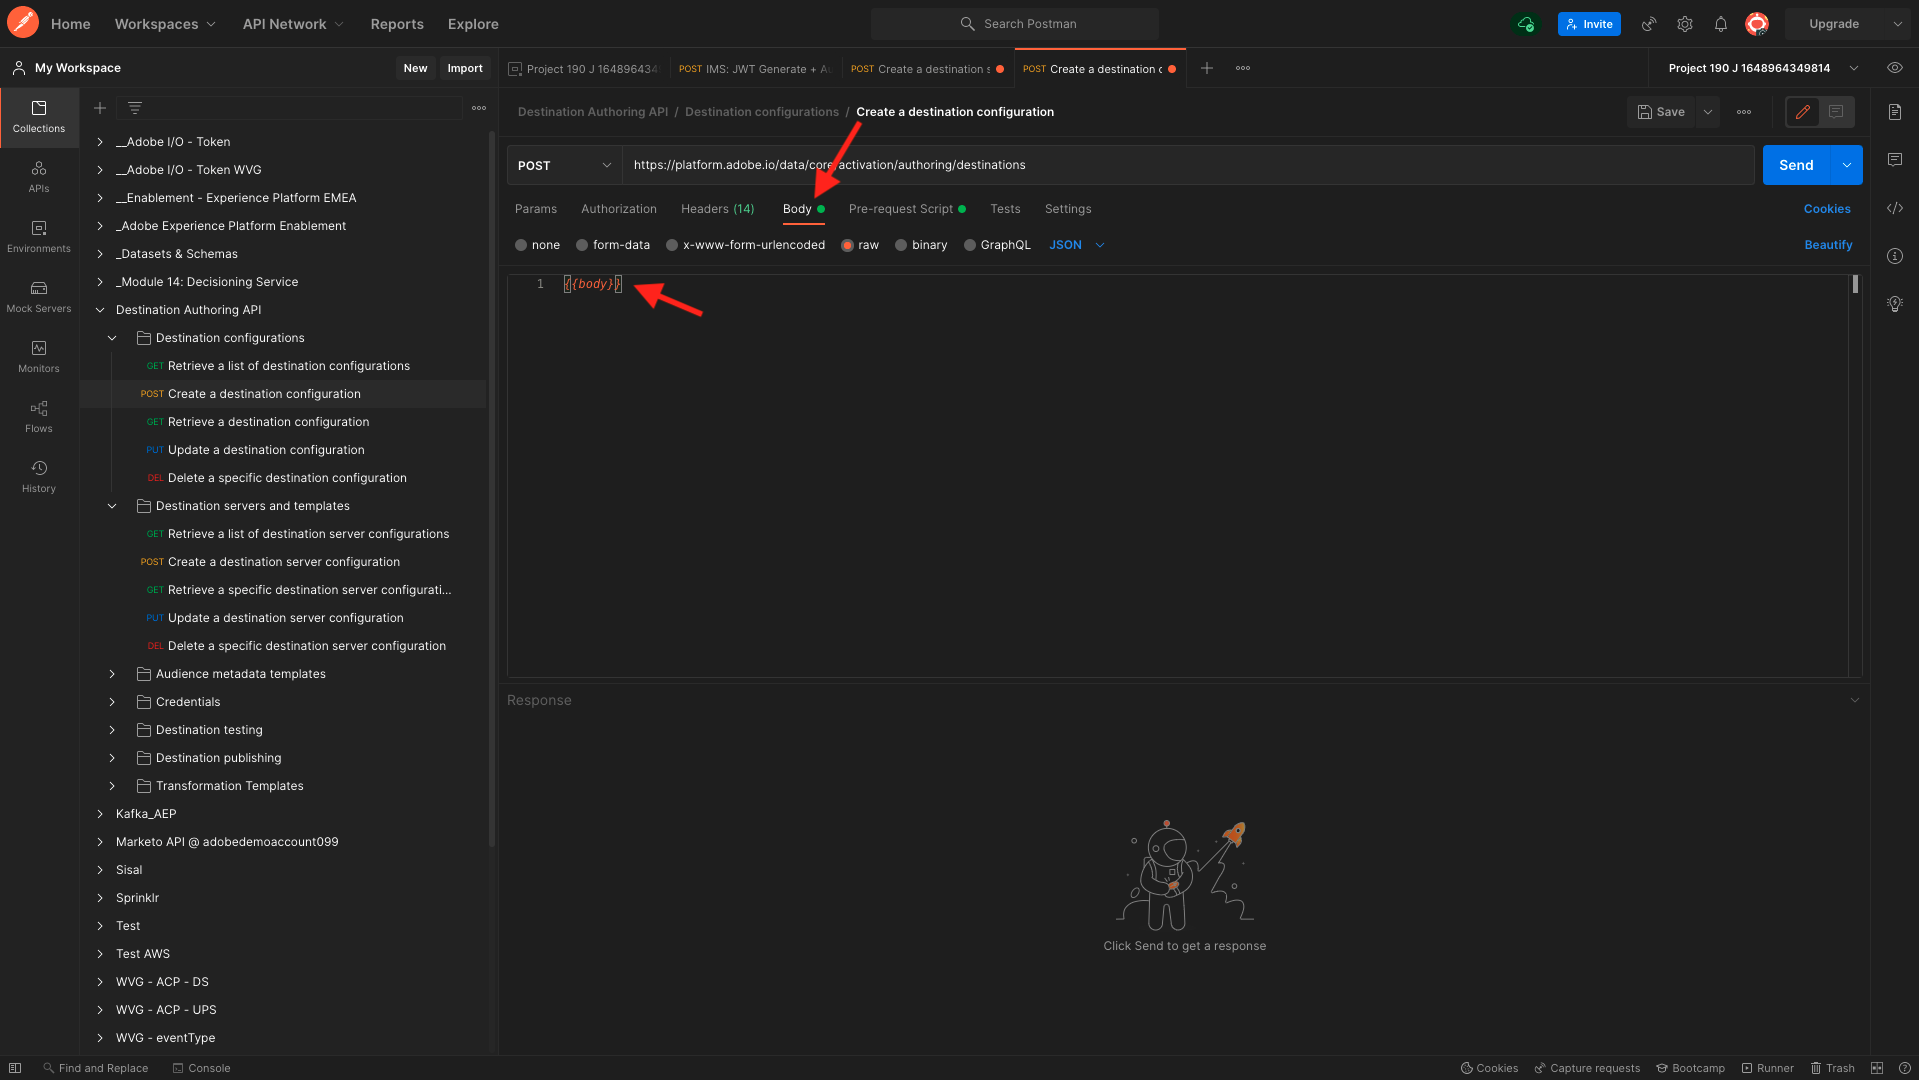 Home Workspaces API Network Reports Explore Search Postman Invite Upgrade
My Workspace New Import
Project 190 J 164896434 POST IMS: JWT Generate + Au POST Create a destination s POST Create a destination c Project 190 J 1648964349814
Collections
APIs
Environments
Mock Servers
Monitors
Flows
History
__Adobe I/O - Token
__Adobe I/O - Token WVG
__Enablement - Experience Platform EMEA
_Adobe Experience Platform Enablement
_Datasets & Schemas
_Module 14: Decisioning Service
Destination Authoring API
Destination configurations
GET Retrieve a list of destination configurations
POST Create a destination configuration
GET Retrieve a destination configuration
PUT Update a destination configuration
DEL Delete a specific destination configuration
Destination servers and templates
GET Retrieve a list of destination server configurations
POST Create a destination server configuration
GET Retrieve a specific destination server configurati...
PUT Update a destination server configuration
DEL Delete a specific destination server configuration
Audience metadata templates
Credentials
Destination testing
Destination publishing
Transformation Templates
Kafka_AEP
Marketo API @ adobedemoaccount099
Sisal
Sprinklr
Test
Test AWS
WVG - ACP - DS
WVG - ACP - UPS
WVG - eventType
Destination Authoring API / Destination configurations / Create a destination configuration Save
POST https://platform.adobe.io/data/core/activation/authoring/destinations Send
Params Authorization Headers (14) Body Pre-request Script Tests Settings Cookies
none form-data x-www-form-urlencoded raw binary GraphQL JSON Beautify
1 {{body}}
Response
Click Send to get a response
Find and Replace Console Cookies Capture requests Bootcamp Runner Trash